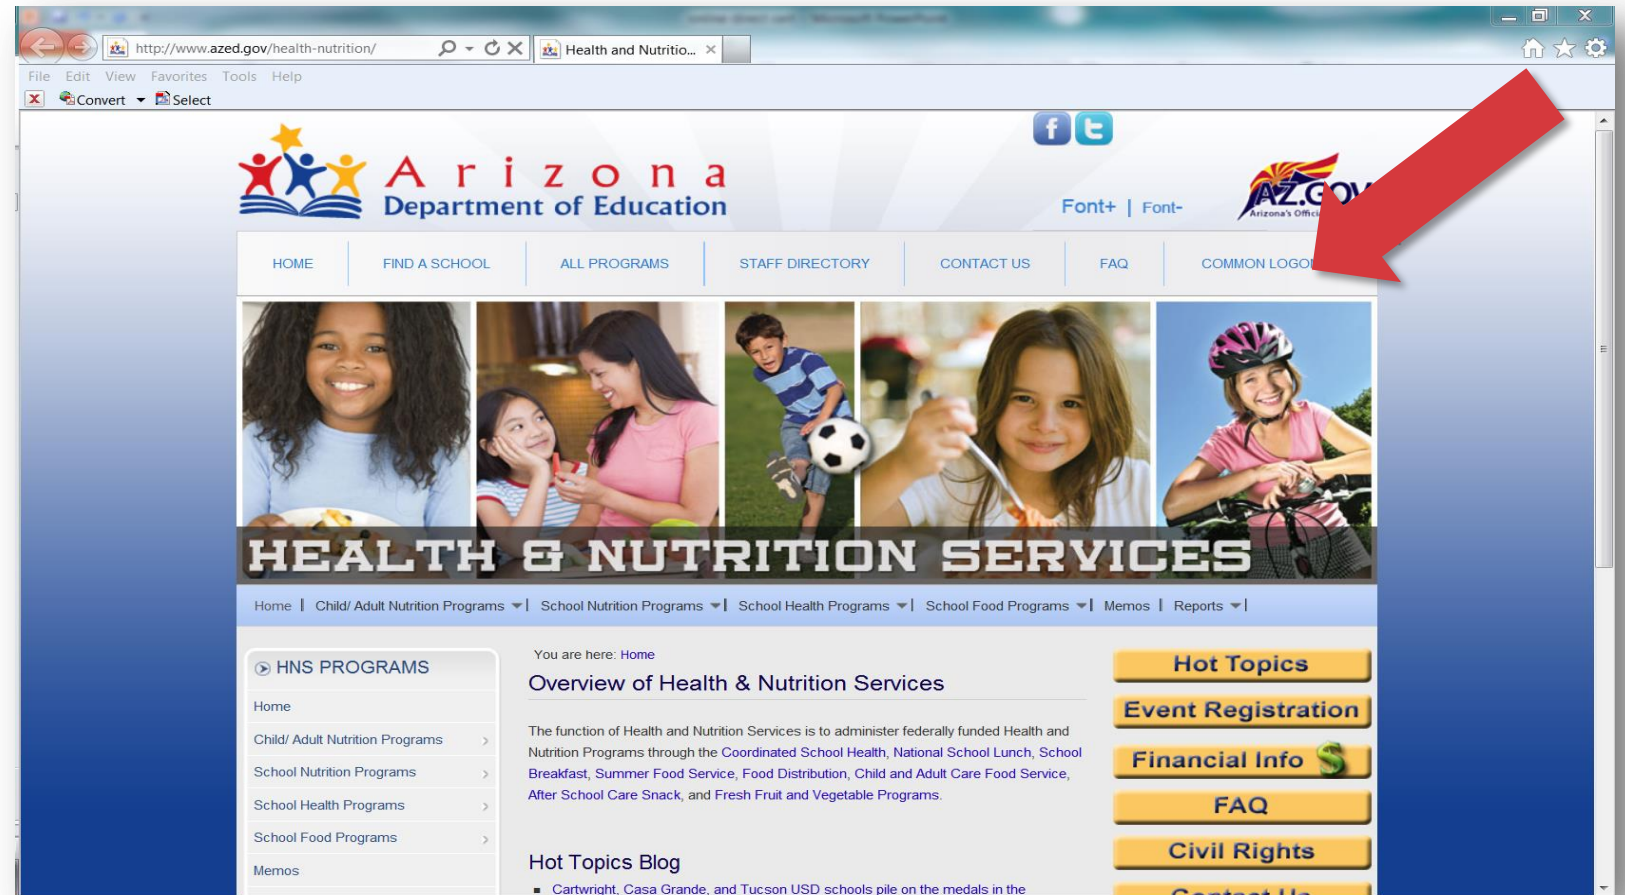 http://www.azed.gov/health-nutrition/
Health and Nutritio...
File Edit View Favorites Tools Help
Convert Select
Arizona
Department of Education
Font+ | Font-
AZ.GOV
Arizona's Offici
HOME FIND A SCHOOL ALL PROGRAMS STAFF DIRECTORY CONTACT US FAQ COMMON LOGON
HEALTH & NUTRITION SERVICES
Home | Child/ Adult Nutrition Programs | School Nutrition Programs | School Health Programs | School Food Programs | Memos | Reports |
HNS PROGRAMS
Home
Child/ Adult Nutrition Programs
School Nutrition Programs
School Health Programs
School Food Programs
Memos
You are here: Home
Overview of Health & Nutrition Services
The function of Health and Nutrition Services is to administer federally funded Health and
Nutrition Programs through the Coordinated School Health, National School Lunch, School
Breakfast, Summer Food Service, Food Distribution, Child and Adult Care Food Service,
After School Care Snack, and Fresh Fruit and Vegetable Programs.
Hot Topics Blog
Cartwright, Casa Grande, and Tucson USD schools pile on the medals in the
Hot Topics
Event Registration
Financial Info $
FAQ
Civil Rights
Contact Us